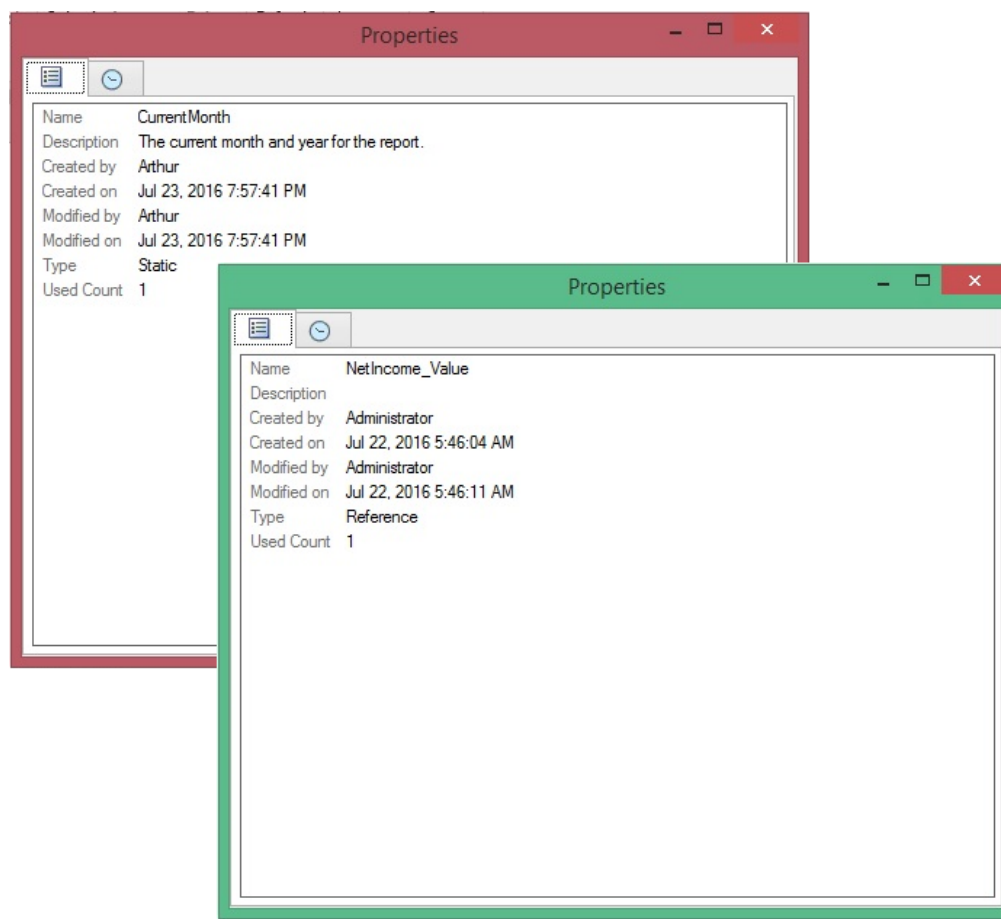 Properties
Name CurrentMonth
Description The current month and year for the report.
Created by Arthur
Created on Jul 23, 2016 7:57:41 PM
Modified by Arthur
Modified on Jul 23, 2016 7:57:41 PM
Type Static
Used Count 1
Properties
Name NetIncome_Value
Description
Created by Administrator
Created on Jul 22, 2016 5:46:04 AM
Modified by Administrator
Modified on Jul 22, 2016 5:46:11 AM
Type Reference
Used Count 1